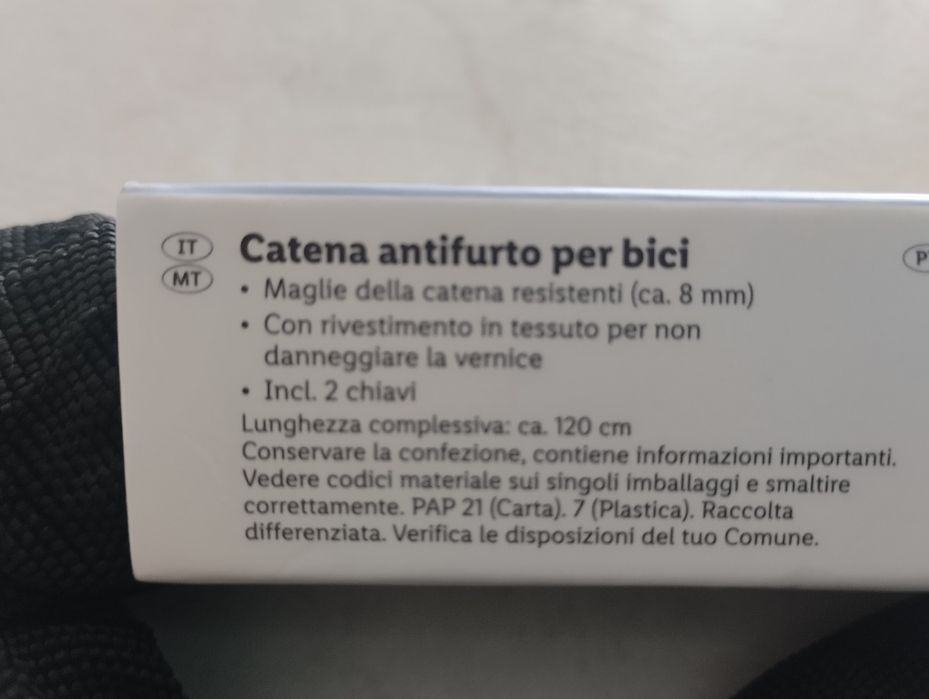 IT
MT
Catena antifurto per bici
• Maglie della catena resistenti (ca. 8 mm)
• Con rivestimento in tessuto per non
danneggiare la vernice
• Incl. 2 chiavi
Lunghezza complessiva: ca. 120 cm
Conservare la confezione, contiene informazioni importanti.
Vedere codici materiale sui singoli imballaggi e smaltire
correttamente. PAP 21 (Carta). 7 (Plastica). Raccolta
differenziata. Verifica le disposizioni del tuo Comune.